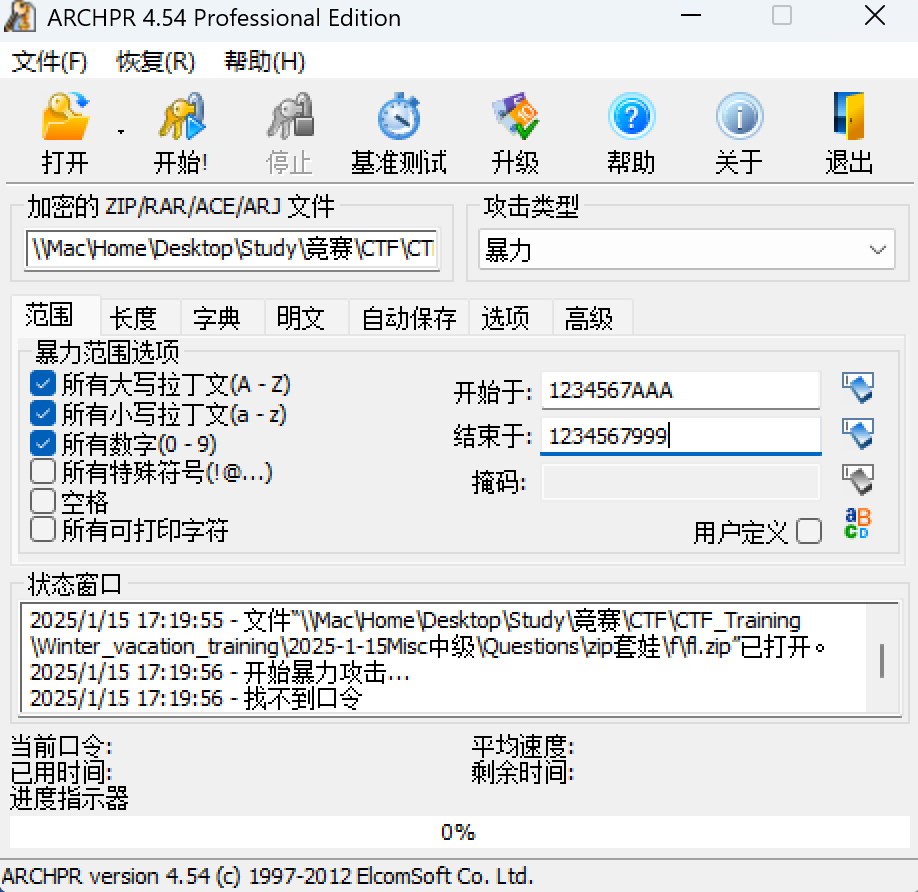 ARCHPR 4.54 Professional Edition
文件(F) 恢复(R) 帮助(H)
打开 开始! 停止 基准测试 升级 帮助 关于 退出
加密的 ZIP/RAR/ACE/ARJ 文件
\\Mac\Home\Desktop\Study\竞赛\CTF\CT
攻击类型
暴力
范围 长度 字典 明文 自动保存 选项 高级
暴力范围选项
所有大写拉丁文(A - Z)
所有小写拉丁文(a - z)
所有数字(0 - 9)
所有特殊符号(!@...)
空格
所有可打印字符
开始于: 1234567AAA
结束于: 1234567999
掩码:
用户定义
状态窗口
2025/1/15 17:19:55 - 文件“\\Mac\Home\Desktop\Study\竞赛\CTF\CTF_Training
\Winter_vacation_training\2025-1-15Misc中级\Questions\zip套娃\f\fl.zip”已打开。
2025/1/15 17:19:56 - 开始暴力攻击...
2025/1/15 17:19:56 - 找不到口令
当前口令: 平均速度:
已用时间: 剩余时间:
进度指示器
0%
ARCHPR version 4.54 (c) 1997-2012 ElcomSoft Co. Ltd.